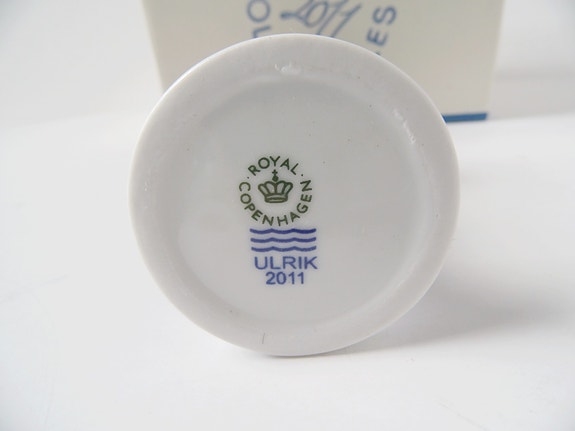 2011
ROYAL
COPENHAGEN
ULRIK
2011